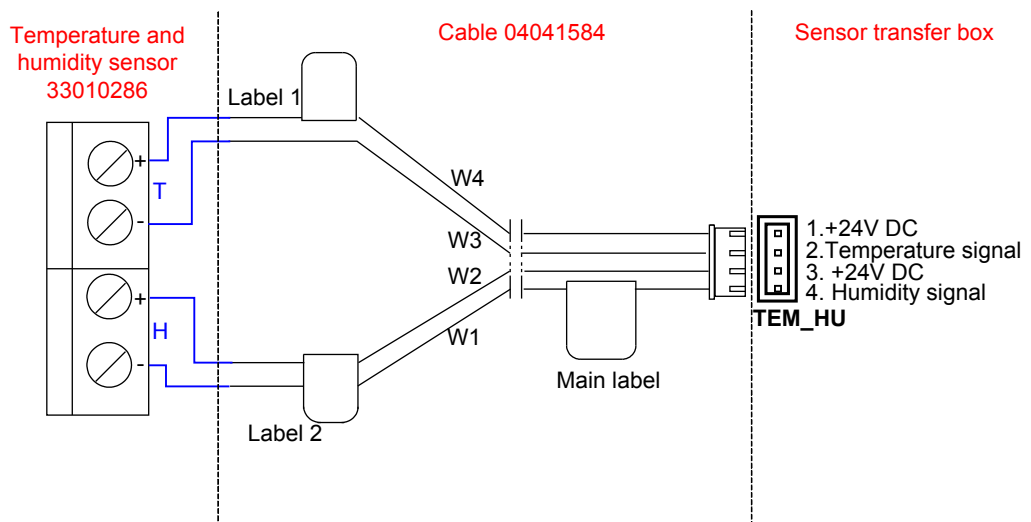 Temperature and
humidity sensor
33010286
Cable 04041584
Sensor transfer box
Label 1
+
T
-
+
H
-
Label 2
W4
W3
W2
W1
Main label
1.+24V DC
2.Temperature signal
3. +24V DC
4. Humidity signal
TEM_HU